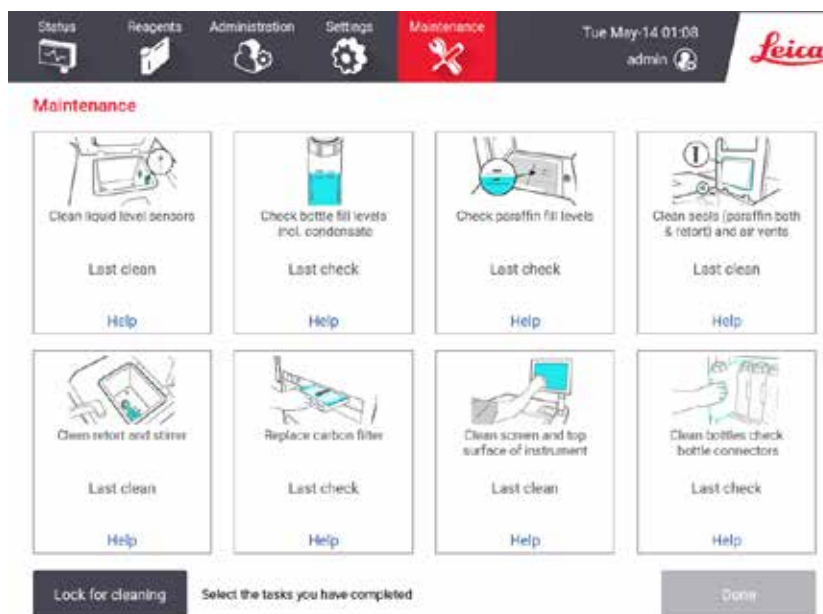 Status Reagents Administration Settings Maintenance
Tue May-14 01:08
admin
Leica
Maintenance
Clean liquid level sensors
Last clean
Help
Check bottle fill levels
incl. condensate
Last check
Help
Check paraffin fill levels
Last check
Help
Clean seals (paraffin bath
& retort) and air vents
Last clean
Help
Clean retort and stirrer
Last clean
Help
Replace carbon filter
Last check
Help
Clean screen and top
surface of instrument
Last clean
Help
Clean bottles check
bottle connectors
Last check
Help
Lock for cleaning
Select the tasks you have completed
Done